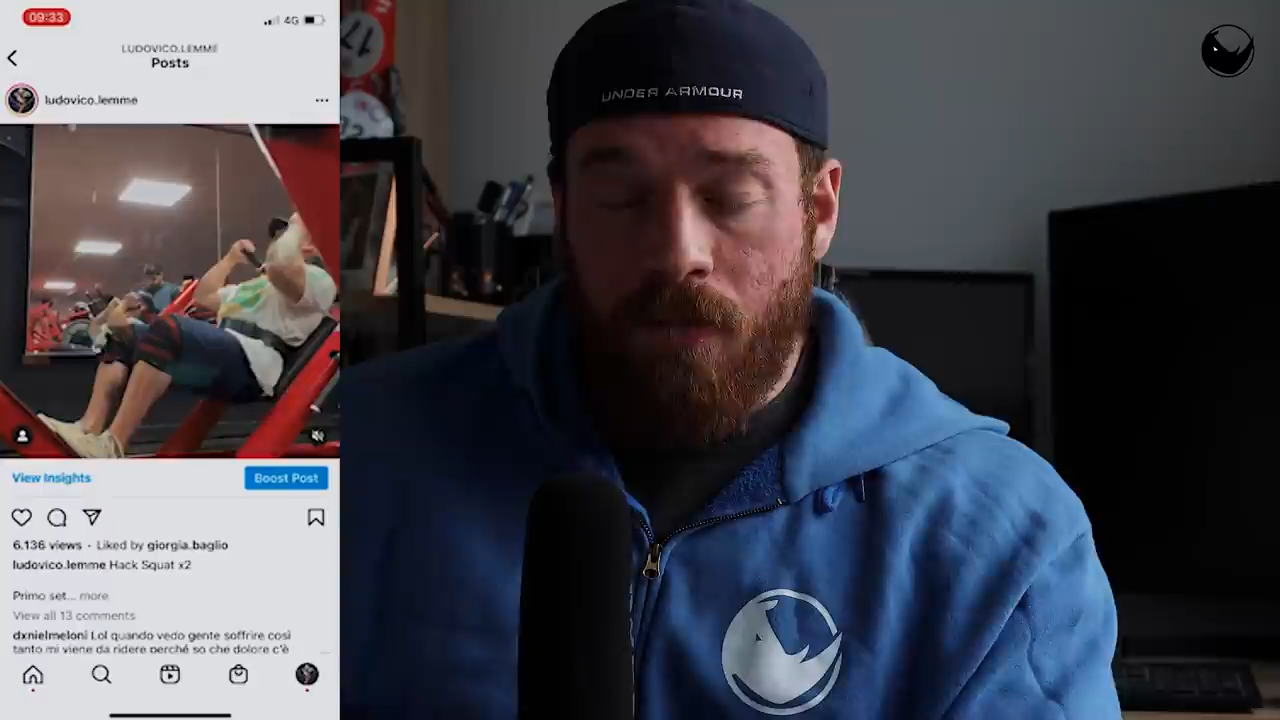 09:33
4G
LUDOVICO.LEMME
Posts
ludovico.lemme
View Insights
Boost Post
6.136 views · Liked by giorgia.baglio
ludovico.lemme Hack Squat x2
Primo set... more
View all 13 comments
dxnielmeloni Lol quando vedo gente soffrire così
tanto mi viene da ridere perché so che dolore c'è
UNDER ARMOUR
17